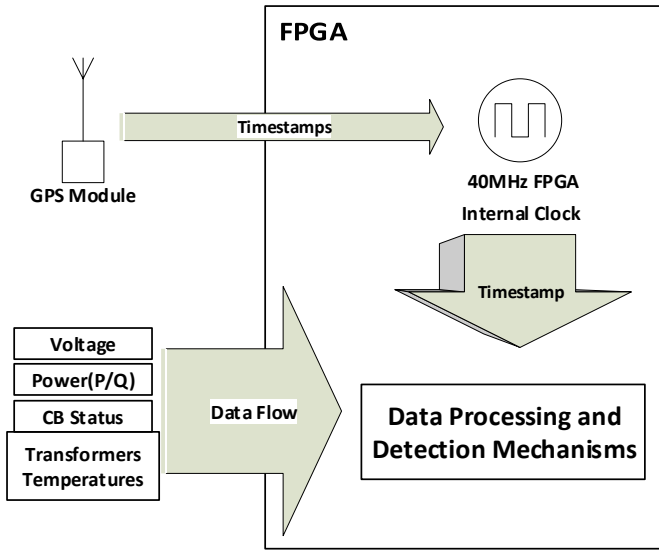 FPGA
Timestamps
GPS Module
40MHz FPGA
Internal Clock
Timestamp
Voltage
Power(P/Q)
CB Status
Transformers
Temperatures
Data Flow
Data Processing and
Detection Mechanisms